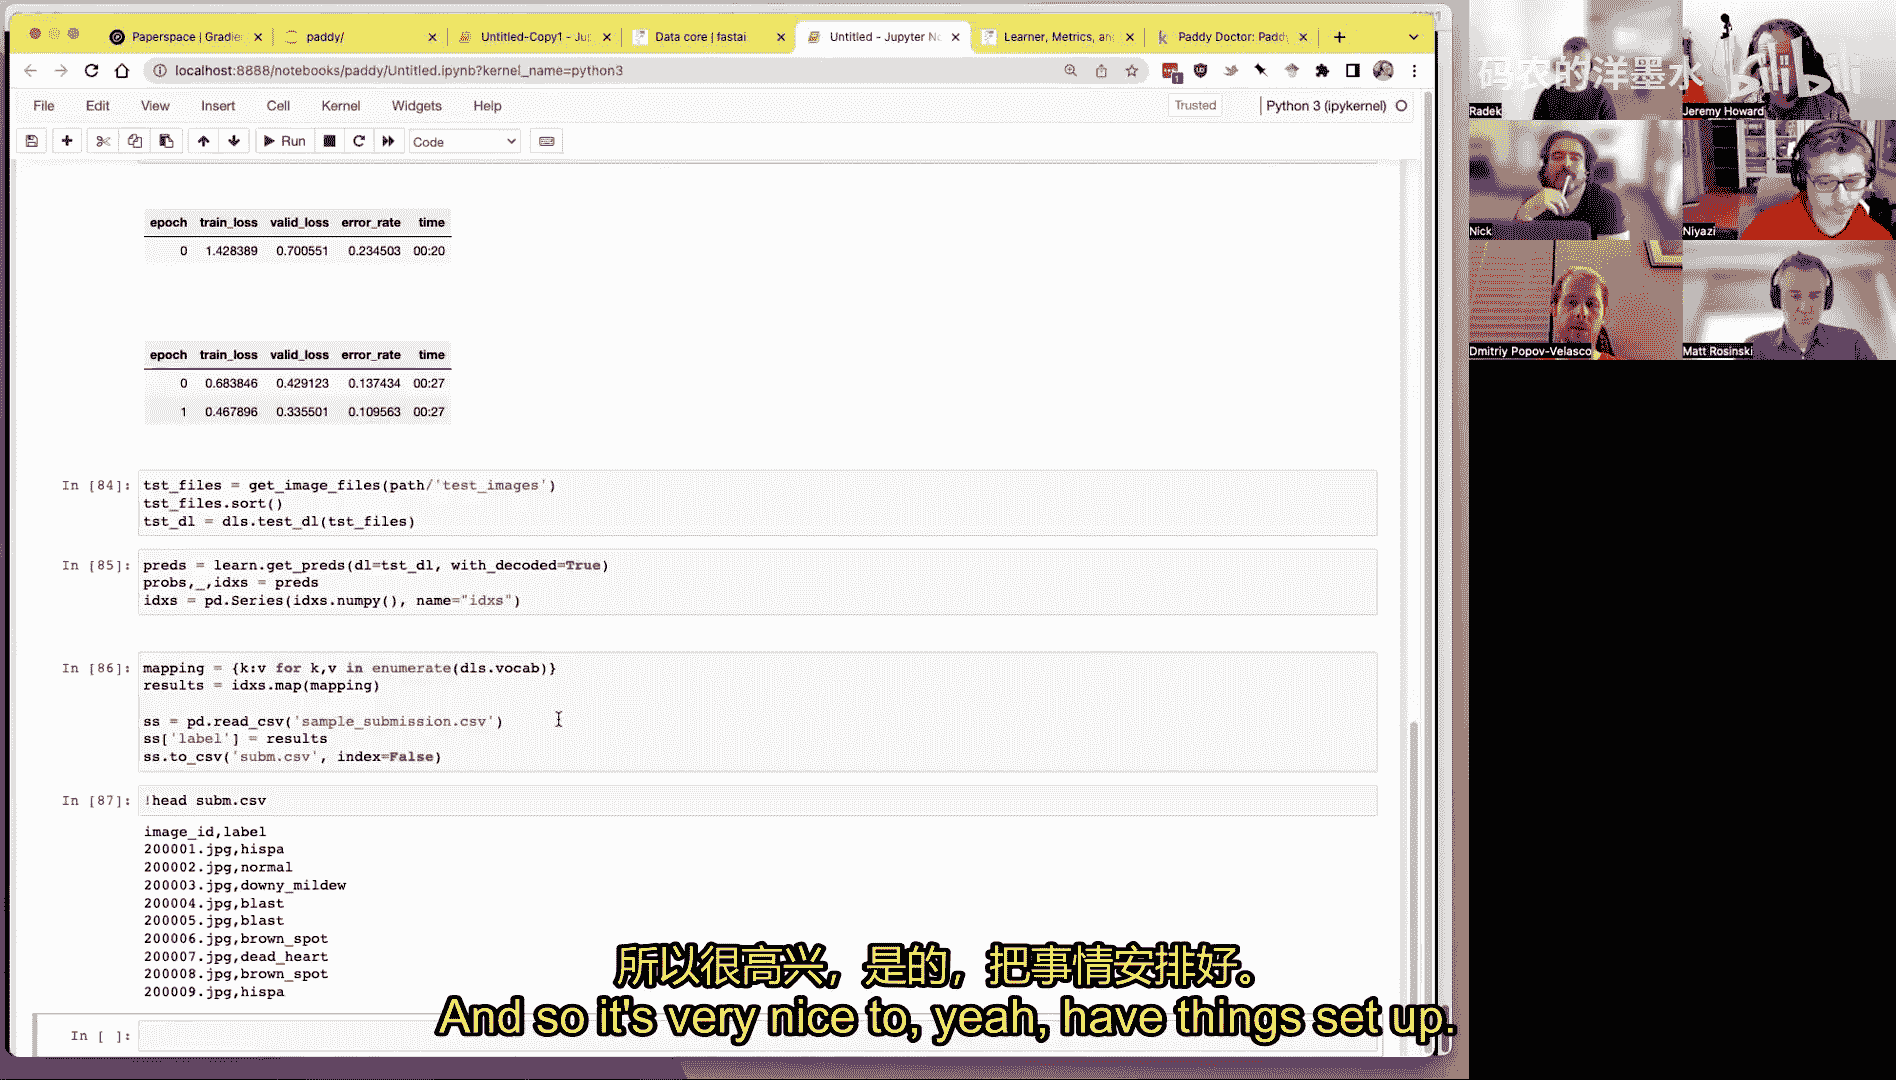 Paperspace | Gradie
paddy/
Untitled-Copy1 - Ju
Data core | fastai
Untitled - Jupyter No
Learner, Metrics, an
Paddy Doctor: Paddy
localhost:8888/notebooks/paddy/Untitled.ipynb?kernel_name=python3
File Edit View Insert Cell Kernel Widgets Help
Trusted
Python 3 (ipykernel)
Run
Code
epoch train_loss valid_loss error_rate time
0 1.428389 0.700551 0.234503 00:20
epoch train_loss valid_loss error_rate time
0 0.683846 0.429123 0.137434 00:27
1 0.467896 0.335501 0.109563 00:27
In [84]:
tst_files = get_image_files(path/'test_images')
tst_files.sort()
tst_dl = dls.test_dl(tst_files)
In [85]:
preds = learn.get_preds(dl=tst_dl, with_decoded=True)
probs,_,idxs = preds
idxs = pd.Series(idxs.numpy(), name="idxs")
In [86]:
mapping = {k:v for k,v in enumerate(dls.vocab)}
results = idxs.map(mapping)
ss = pd.read_csv('sample_submission.csv')
ss['label'] = results
ss.to_csv('subm.csv', index=False)
In [87]:
!head subm.csv
image_id,label
200001.jpg,hispa
200002.jpg,normal
200003.jpg,downy_mildew
200004.jpg,blast
200005.jpg,blast
200006.jpg,brown_spot
200007.jpg,dead_heart
200008.jpg,brown_spot
200009.jpg,hispa
In [ ]:
所以很高兴，是的，把事情安排好。
And so it's very nice to, yeah, have things set up.
码农的洋墨水
bilibili
Radek
Jeremy Howard
Nick
Niyazi
Dmitriy Popov-Velasco
Matt Rosinski